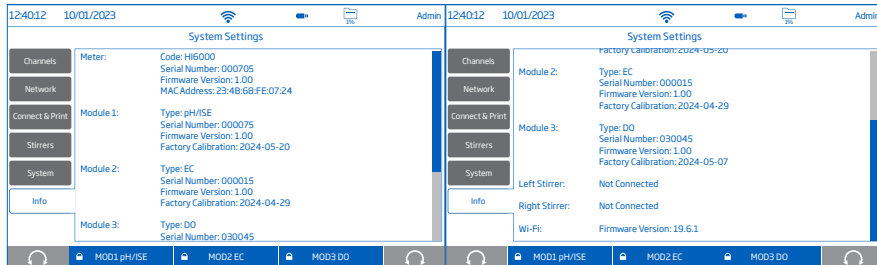 12:40:12 10/01/2023 1% Admin
System Settings
Channels
Network
Connect & Print
Stirrers
System
Info
Meter: Code: HI6000
Serial Number: 000705
Firmware Version: 1.00
MAC Address: 23:4B:68:FE:07:24
Module 1: Type: pH/ISE
Serial Number: 000075
Firmware Version: 1.00
Factory Calibration: 2024-05-20
Module 2: Type: EC
Serial Number: 000015
Firmware Version: 1.00
Factory Calibration: 2024-04-29
Module 3: Type: DO
Serial Number: 030045
MOD1 pH/ISE MOD2 EC MOD3 DO
12:40:12 10/01/2023 1% Admin
System Settings
Channels
Network
Connect & Print
Stirrers
System
Info
Factory Calibration: 2024-05-20
Module 2: Type: EC
Serial Number: 000015
Firmware Version: 1.00
Factory Calibration: 2024-04-29
Module 3: Type: DO
Serial Number: 030045
Firmware Version: 1.00
Factory Calibration: 2024-05-07
Left Stirrer: Not Connected
Right Stirrer: Not Connected
Wi-Fi: Firmware Version: 19.6.1
MOD1 pH/ISE MOD2 EC MOD3 DO